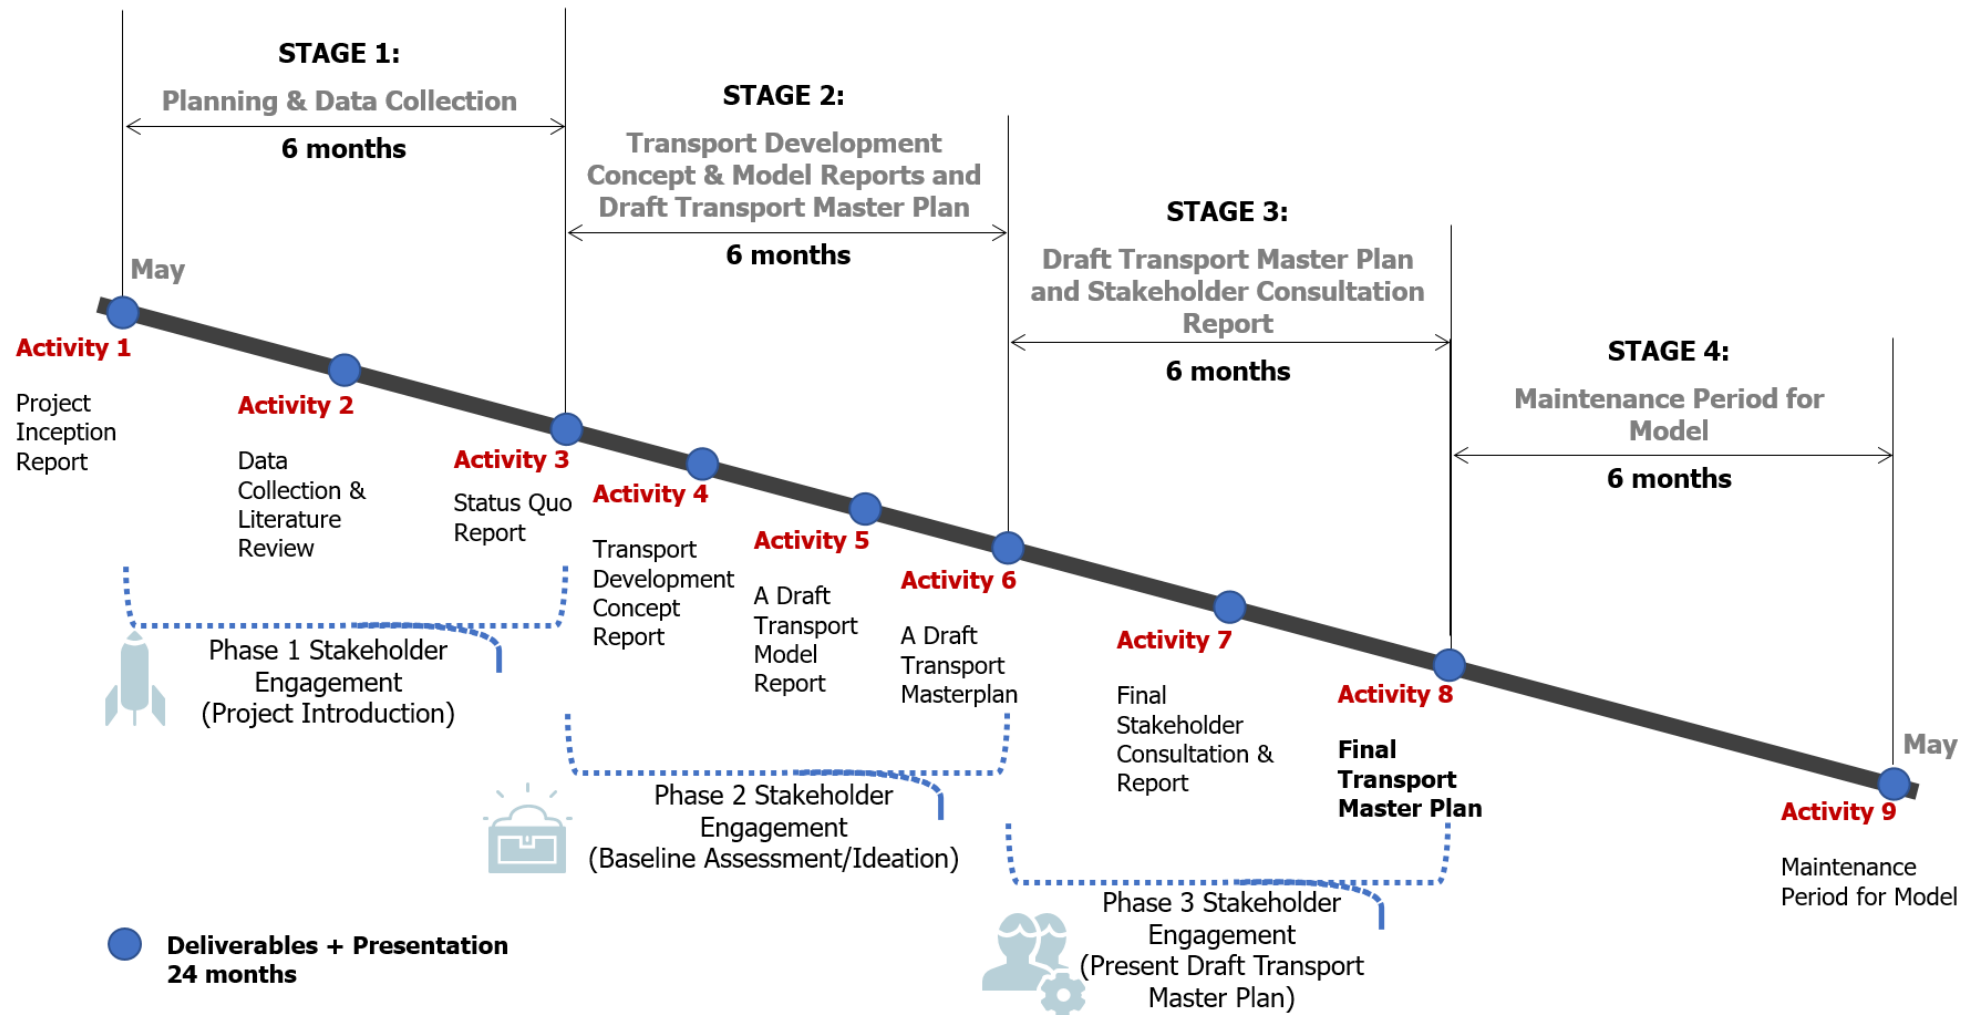 STAGE 1:
Planning & Data Collection
6 months
STAGE 2:
Transport Development
Concept & Model Reports and
Draft Transport Master Plan
6 months
STAGE 3:
Draft Transport Master Plan
and Stakeholder Consultation
Report
6 months
STAGE 4:
Maintenance Period for
Model
6 months
May
Activity 1
Project
Inception
Report
Activity 2
Data
Collection &
Literature
Review
Activity 3
Status Quo
Report
Activity 4
Transport
Development
Concept
Report
Activity 5
A Draft
Transport
Model
Report
Activity 6
A Draft
Transport
Masterplan
Activity 7
Final
Stakeholder
Consultation &
Report
Activity 8
Final
Transport
Master Plan
May
Activity 9
Maintenance
Period for Model
Phase 1 Stakeholder
Engagement
(Project Introduction)
Phase 2 Stakeholder
Engagement
(Baseline Assessment/Ideation)
Phase 3 Stakeholder
Engagement
(Present Draft Transport
Master Plan)
Deliverables + Presentation
24 months